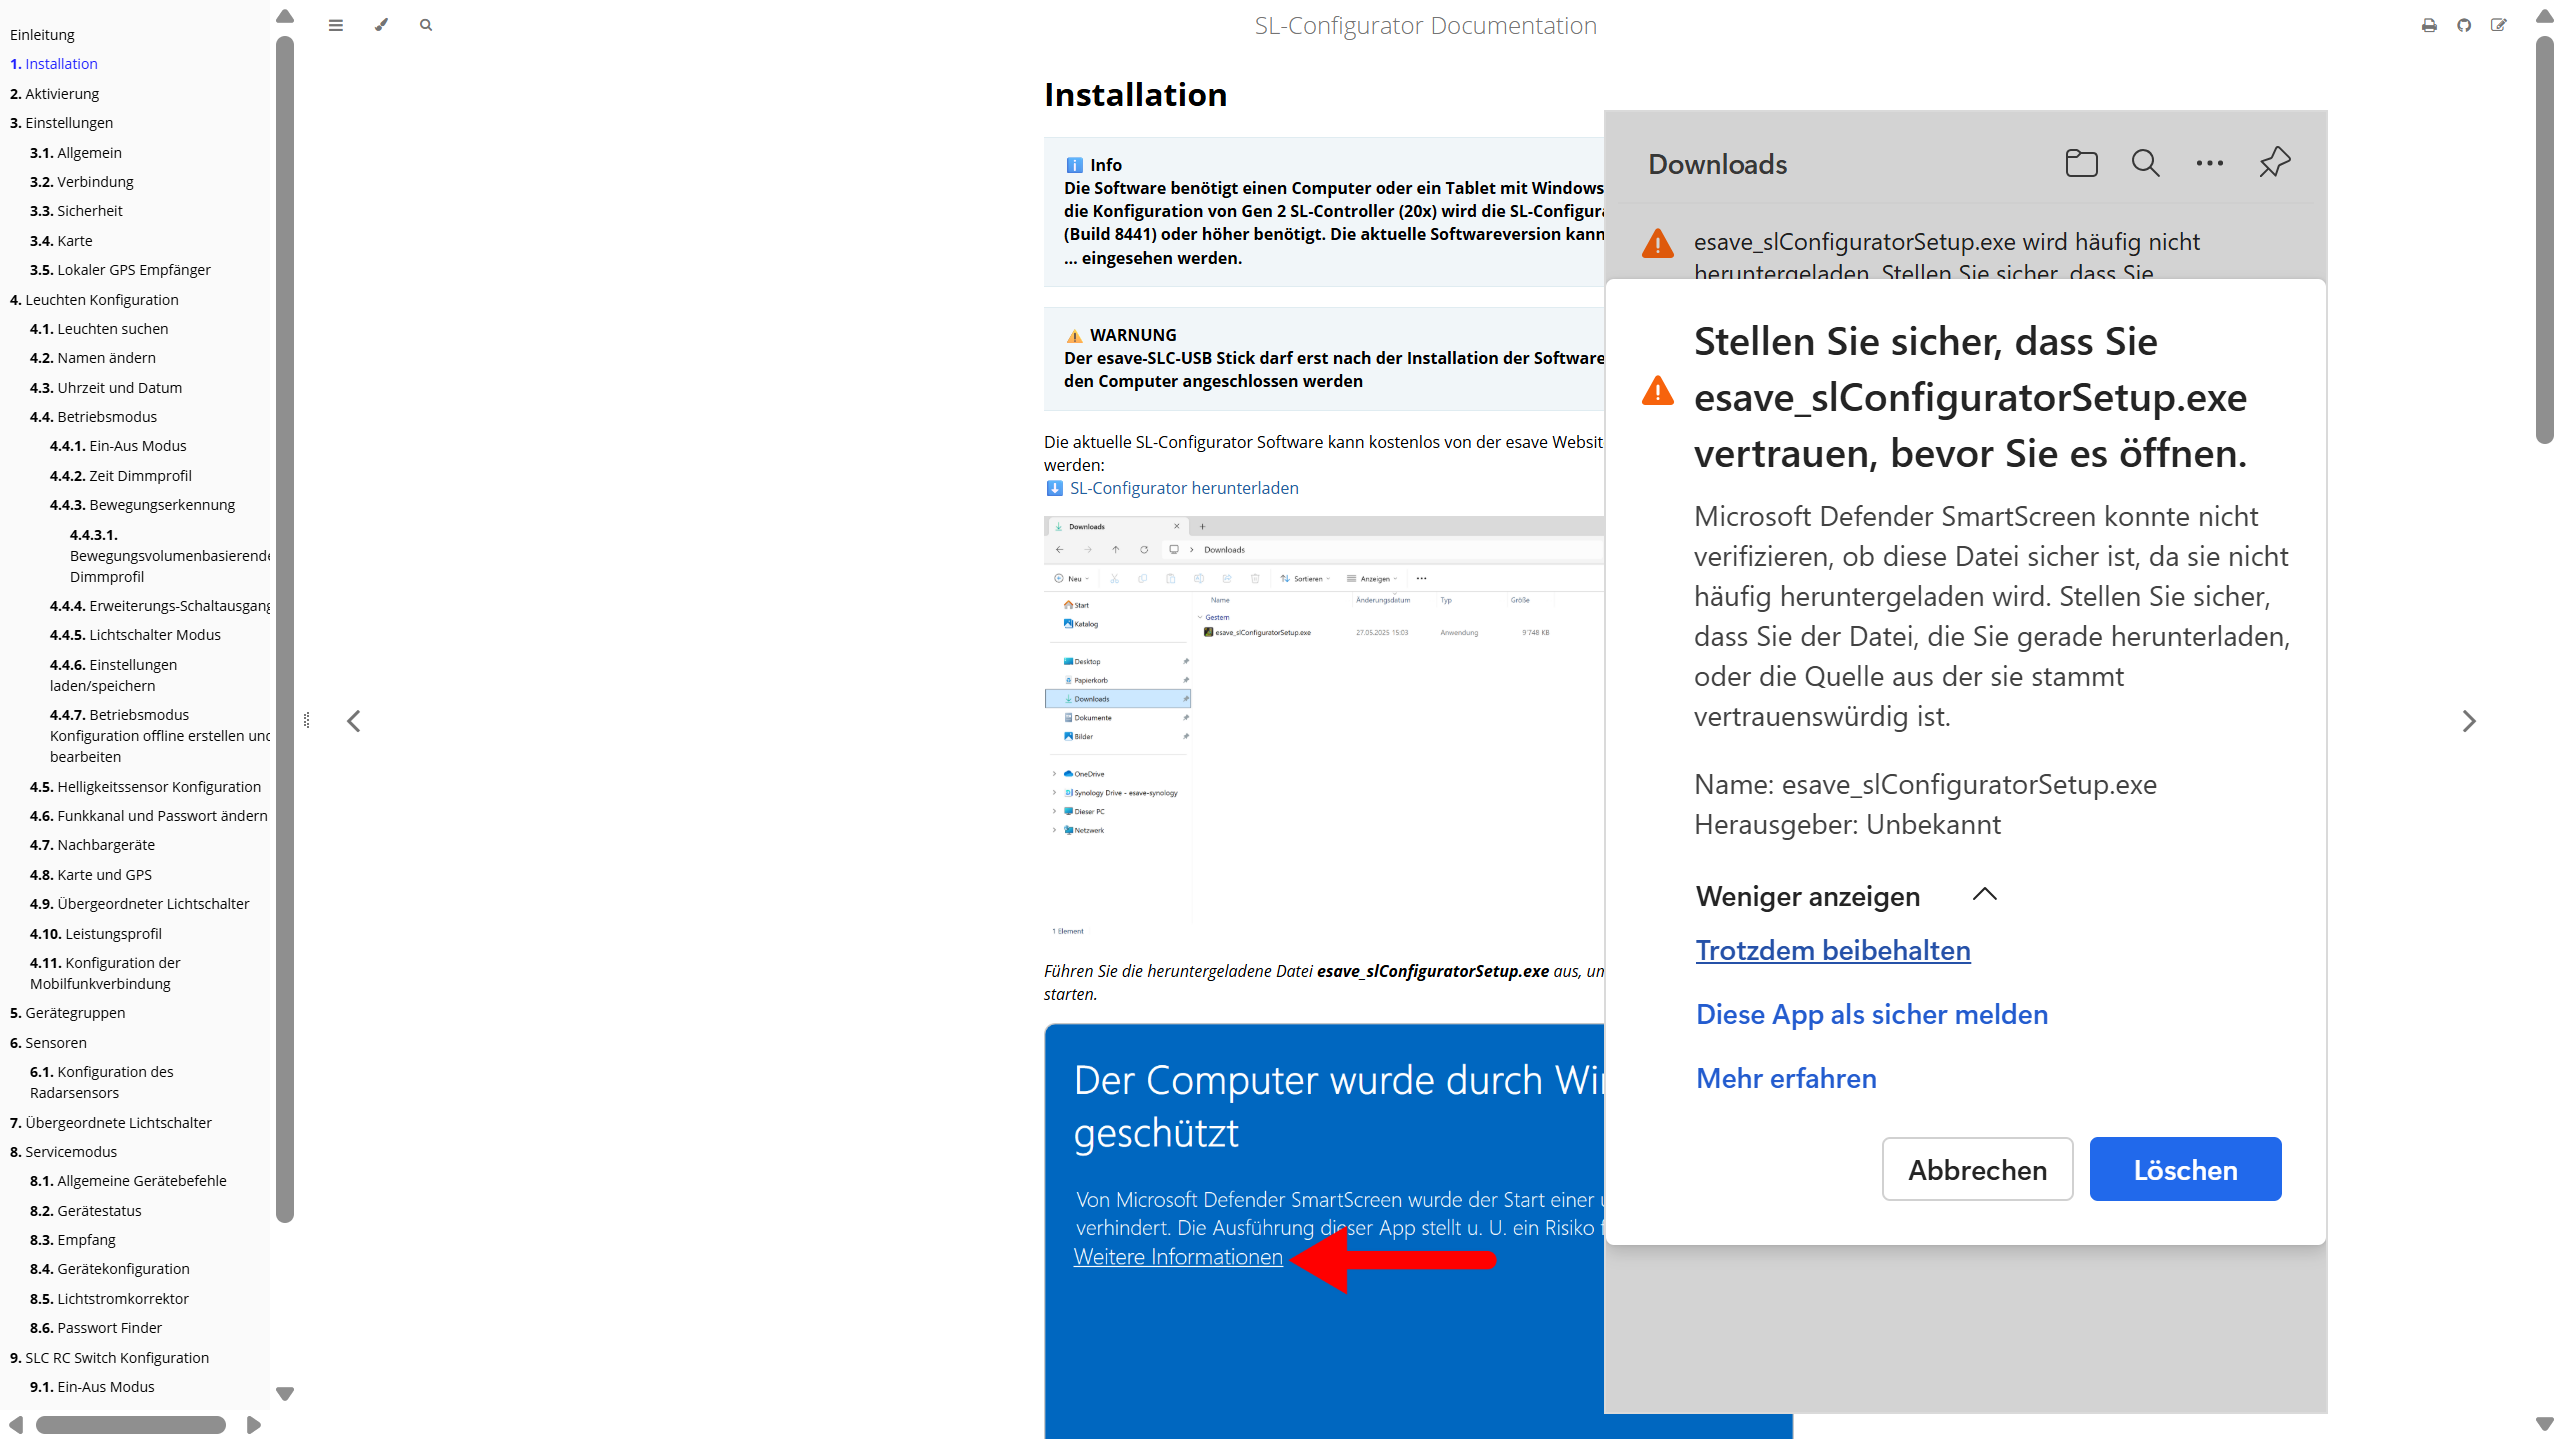 Einleitung
1. Installation
2. Aktivierung
3. Einstellungen
3.1. Allgemein
3.2. Verbindung
3.3. Sicherheit
3.4. Karte
3.5. Lokaler GPS Empfänger
4. Leuchten Konfiguration
4.1. Leuchten suchen
4.2. Namen ändern
4.3. Uhrzeit und Datum
4.4. Betriebsmodus
4.4.1. Ein-Aus Modus
4.4.2. Zeit Dimmprofil
4.4.3. Bewegungserkennung
4.4.3.1.
Bewegungsvolumenbasierende
Dimmprofil
4.4.4. Erweiterungs-Schaltausgang
4.4.5. Lichtschalter Modus
4.4.6. Einstellungen
laden/speichern
4.4.7. Betriebsmodus
Konfiguration offline erstellen und
bearbeiten
4.5. Helligkeitssensor Konfiguration
4.6. Funkkanal und Passwort ändern
4.7. Nachbargeräte
4.8. Karte und GPS
4.9. Übergeordneter Lichtschalter
4.10. Leistungsprofil
4.11. Konfiguration der
Mobilfunkverbindung
5. Gerätegruppen
6. Sensoren
6.1. Konfiguration des
Radarsensors
7. Übergeordnete Lichtschalter
8. Servicemodus
8.1. Allgemeine Gerätebefehle
8.2. Gerätestatus
8.3. Empfang
8.4. Gerätekonfiguration
8.5. Lichtstromkorrektor
8.6. Passwort Finder
9. SLC RC Switch Konfiguration
9.1. Ein-Aus Modus
SL-Configurator Documentation
Installation
Info
Die Software benötigt einen Computer oder ein Tablet mit Windows
die Konfiguration von Gen 2 SL-Controller (20x) wird die SL-Configura
(Build 8441) oder höher benötigt. Die aktuelle Softwareversion kann
... eingesehen werden.
WARNUNG
Der esave-SLC-USB Stick darf erst nach der Installation der Software
den Computer angeschlossen werden
Die aktuelle SL-Configurator Software kann kostenlos von der esave Websit
werden:
SL-Configurator herunterladen
Downloads
Downloads
Neu
Sortieren
Anzeigen
Start
Katalog
Desktop
Papierkorb
Downloads
Dokumente
Bilder
OneDrive
Synology Drive - esave-synology
Dieser PC
Netzwerk
Name Änderungsdatum Typ Größe
Gestern
esave_slConfiguratorSetup.exe 27.05.2025 15:03 Anwendung 9'748 KB
1 Element
Führen Sie die heruntergeladene Datei esave_slConfiguratorSetup.exe aus, un
starten.
Der Computer wurde durch Wi
geschützt
Von Microsoft Defender SmartScreen wurde der Start einer u
verhindert. Die Ausführung dieser App stellt u. U. ein Risiko f
Weitere Informationen
Downloads
esave_slConfiguratorSetup.exe wird häufig nicht
heruntergeladen. Stellen Sie sicher, dass Sie
Stellen Sie sicher, dass Sie
esave_slConfiguratorSetup.exe
vertrauen, bevor Sie es öffnen.
Microsoft Defender SmartScreen konnte nicht
verifizieren, ob diese Datei sicher ist, da sie nicht
häufig heruntergeladen wird. Stellen Sie sicher,
dass Sie der Datei, die Sie gerade herunterladen,
oder die Quelle aus der sie stammt
vertrauenswürdig ist.
Name: esave_slConfiguratorSetup.exe
Herausgeber: Unbekannt
Weniger anzeigen
Trotzdem beibehalten
Diese App als sicher melden
Mehr erfahren
Abbrechen
Löschen